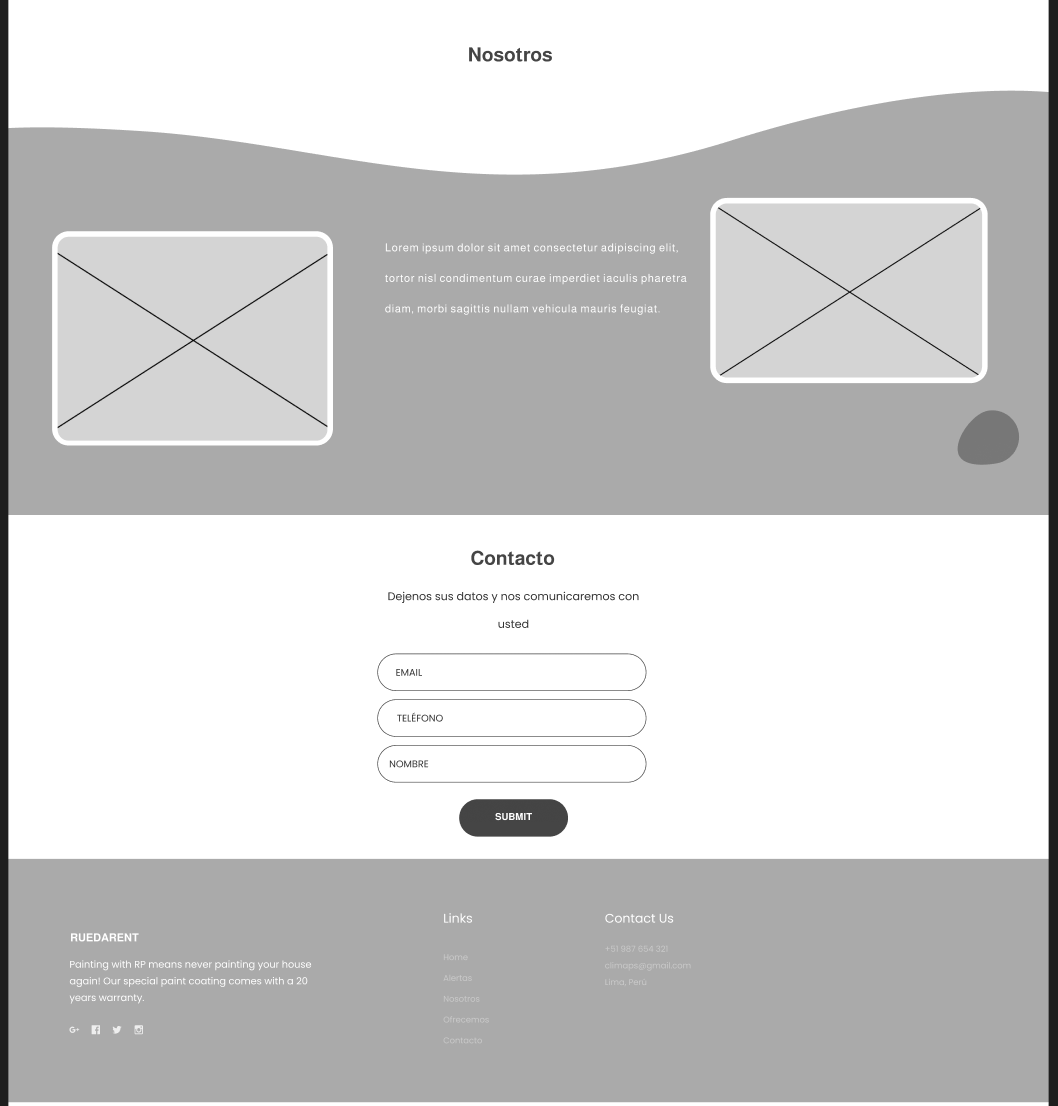 Nosotros
Lorem ipsum dolor sit amet consectetur adipiscing elit,
tortor nisl condimentum curae imperdiet iaculis pharetra
diam, morbi sagittis nullam vehicula mauris feugiat.
Contacto
Dejenos sus datos y nos comunicaremos con
usted
EMAIL
TELÉFONO
NOMBRE
SUBMIT
RUEDARENT
Painting with RP means never painting your house
again! Our special paint coating comes with a 20
years warranty.
Links
Home
Alertas
Nosotros
Ofrecemos
Contacto
Contact Us
+51 987 654 321
climaps@gmail.com
Lima, Perú